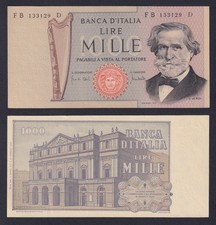 BANCA D'ITALIA
FB 133129 D
FB 133129 D
LIRE
MILLE
PAGABILI A VISTA AL PORTATORE
1000
BANCA
D'ITALIA
LIRE
MILLE